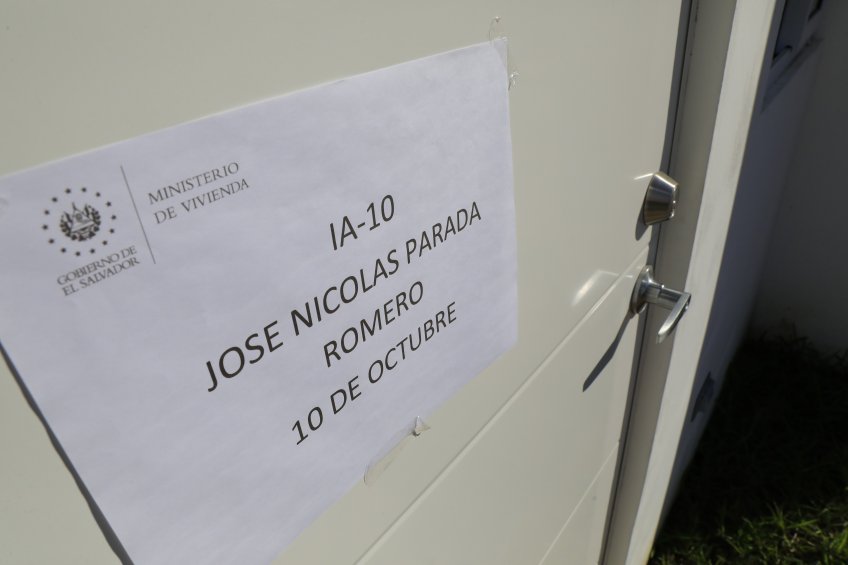 MINISTERIO
DE VIVIENDA
GOBIERNO DE
EL SALVADOR
IA-10
JOSE NICOLAS PARADA
ROMERO
10 DE OCTUBRE